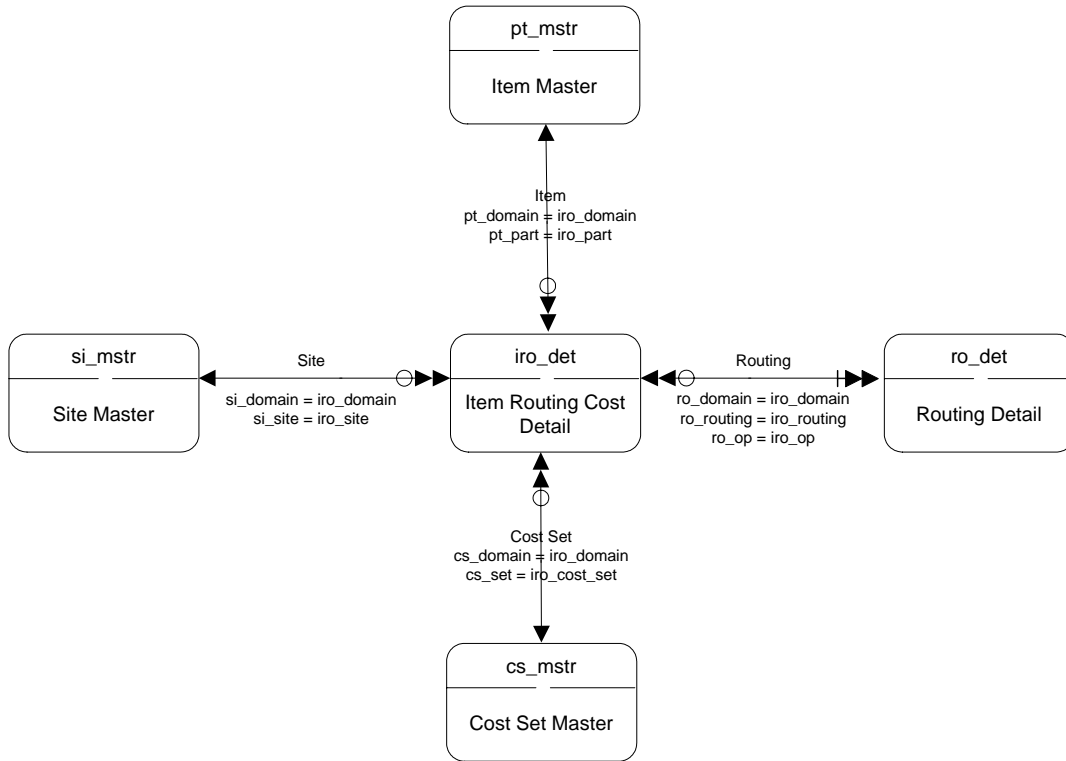 pt_mstr
Item Master
Item
pt_domain = iro_domain
pt_part = iro_part
si_mstr
Site Master
Site
si_domain = iro_domain
si_site = iro_site
iro_det
Item Routing Cost
Detail
Routing
ro_domain = iro_domain
ro_routing = iro_routing
ro_op = iro_op
ro_det
Routing Detail
Cost Set
cs_domain = iro_domain
cs_set = iro_cost_set
cs_mstr
Cost Set Master